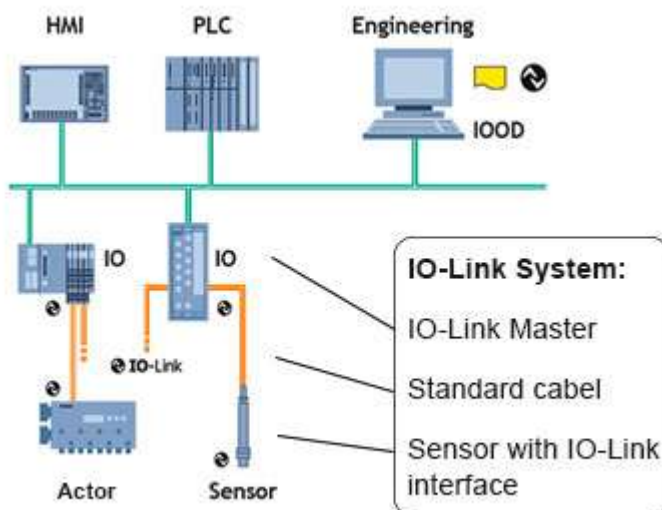 HMI
PLC
Engineering
IOOD
IO
IO
IO-Link
Actor
Sensor
IO-Link System:
IO-Link Master
Standard cabel
Sensor with IO-Link
interface